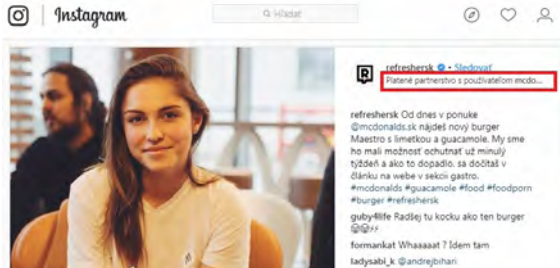 Instagram
Hľadať
R
refreshersk • Sledovať
Platené partnerstvo s používateľom mcdo...
refreshersk Od dnes v ponuke
@mcdonalds.sk nájdeš nový burger
Maestro s limetkou a guacamole. My sme
ho mali možnosť ochutnať už minulý
týždeň a ako to dopadlo, sa dočítaš v
článku na webe v sekcii gastro.
#mcdonalds #guacamole #food #foodporn
#burger #refreshersk
guby4life Radšej tu kocku ako ten burger
formankat Whaaaaat ? Idem tam
ladysabi_k @andrejbihari